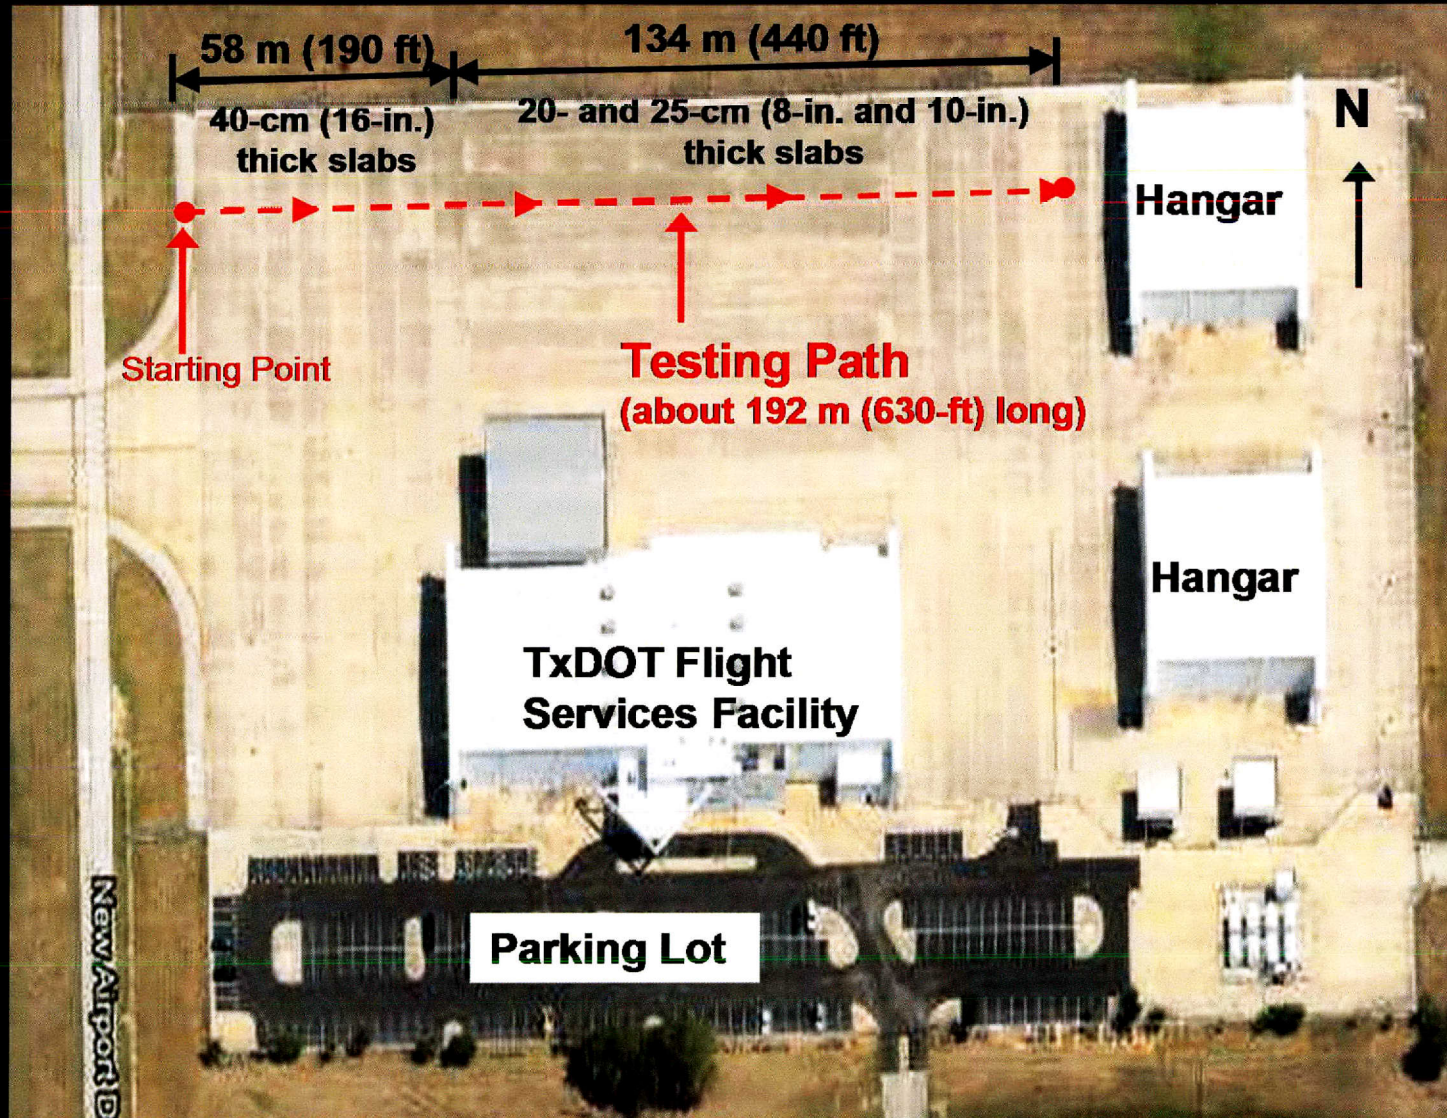 58 m (190 ft)
134 m (440 ft)
40-cm (16-in.)
thick slabs
20- and 25-cm (8-in. and 10-in.)
thick slabs
N
Hangar
Starting Point
Testing Path
(about 192 m (630-ft) long)
Hangar
TxDOT Flight
Services Facility
Parking Lot
New Airport D